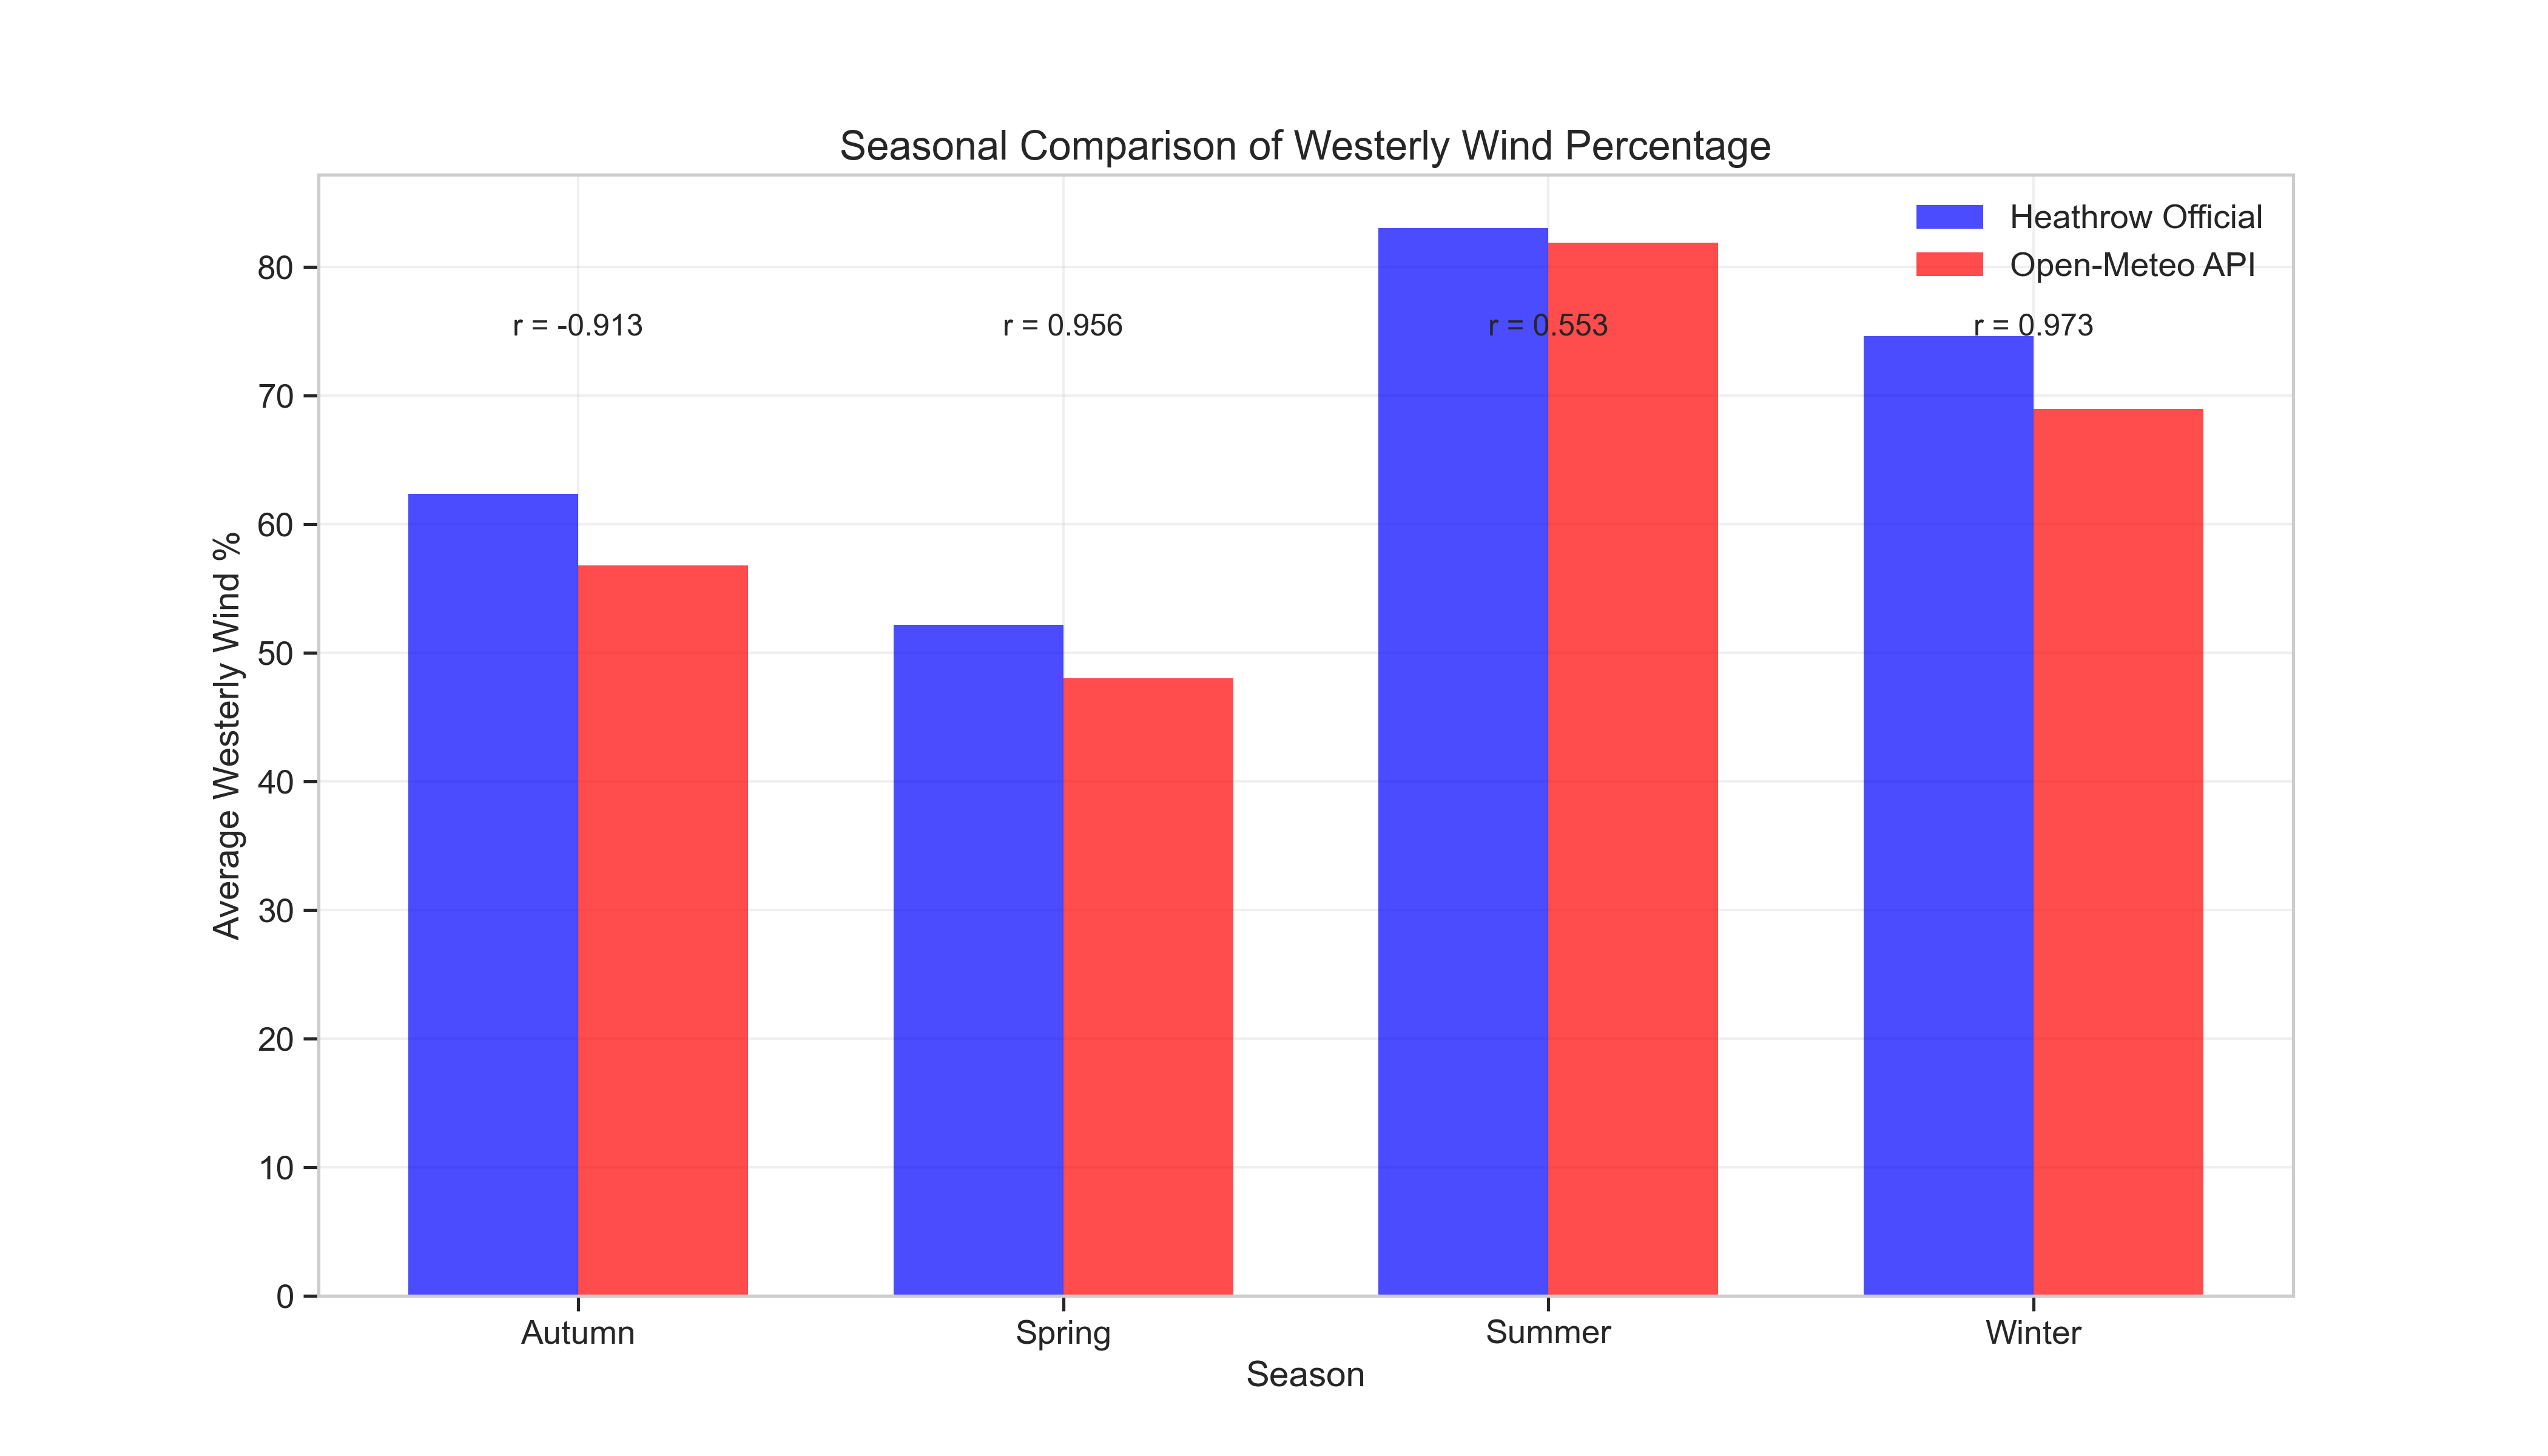 Seasonal Comparison of Westerly Wind Percentage
Heathrow Official
Open-Meteo API
r = -0.913
r = 0.956
r = 0.553
r = 0.973
Average Westerly Wind %
80
70
60
50
40
30
20
10
0
Autumn
Spring
Summer
Winter
Season